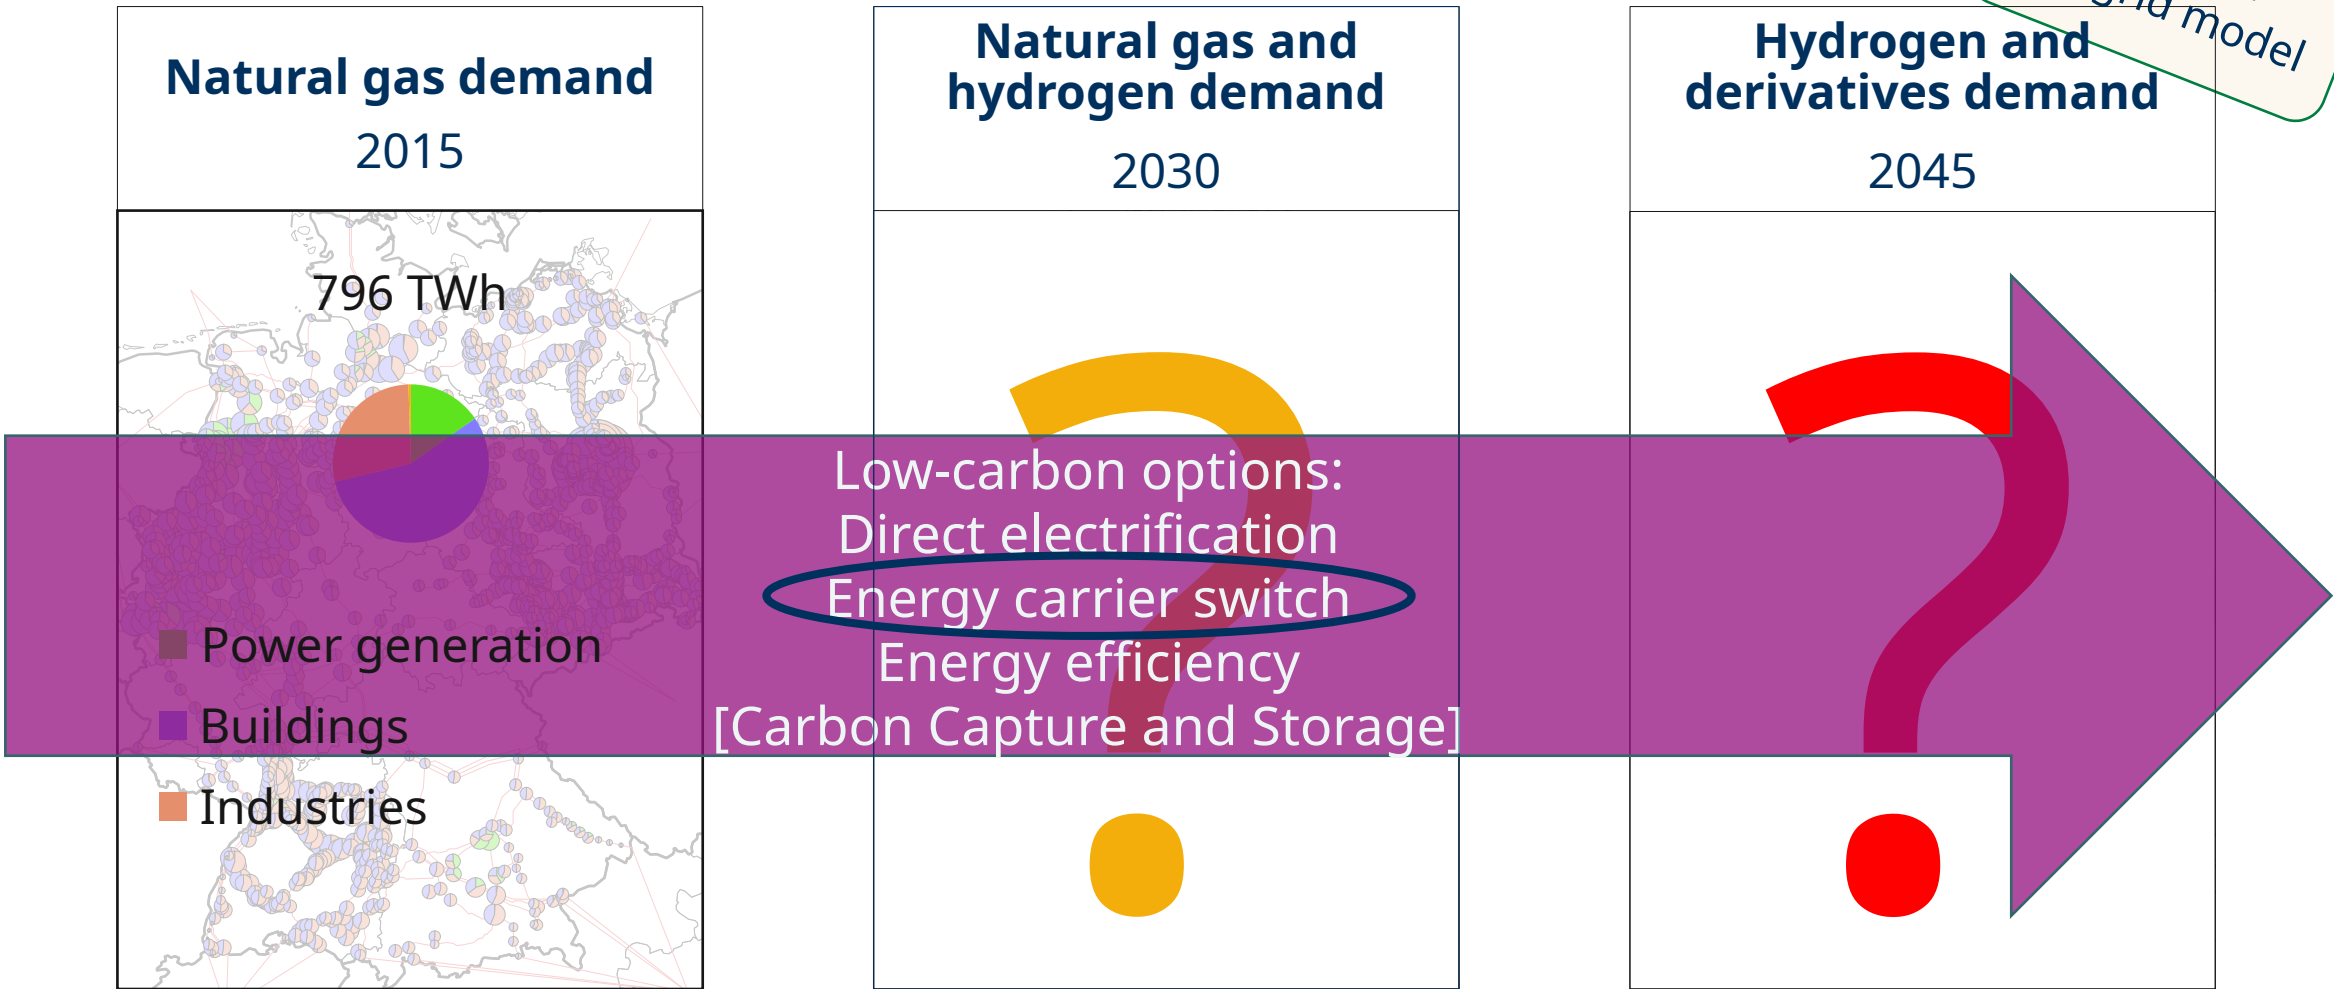 Natural gas demand
2015
Natural gas and
hydrogen demand
2030
Hydrogen and
derivatives demand
2045
grid model
796 TWh
Power generation
Buildings
Industries
Low-carbon options:
Direct electrification
Energy carrier switch
Energy efficiency
[Carbon Capture and Storage]
?
?